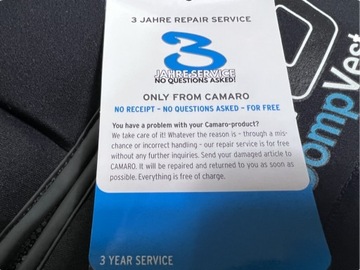 3 JAHRE REPAIR SERVICE
3
JAHRE SERVICE
NO QUESTIONS ASKED!
ONLY FROM CAMARO
NO RECEIPT – NO QUESTIONS ASKED – FOR FREE
You have a problem with your Camaro-product?
We take care of it! Whatever the reason is - through a mis-
chance or incorrect handling - our repair service is for free
without any further inquiries. Send your damaged article to
CAMARO. It will be repaired and returned to you as soon as
possible. Everything is free of charge.
3 YEAR SERVICE
CompVest